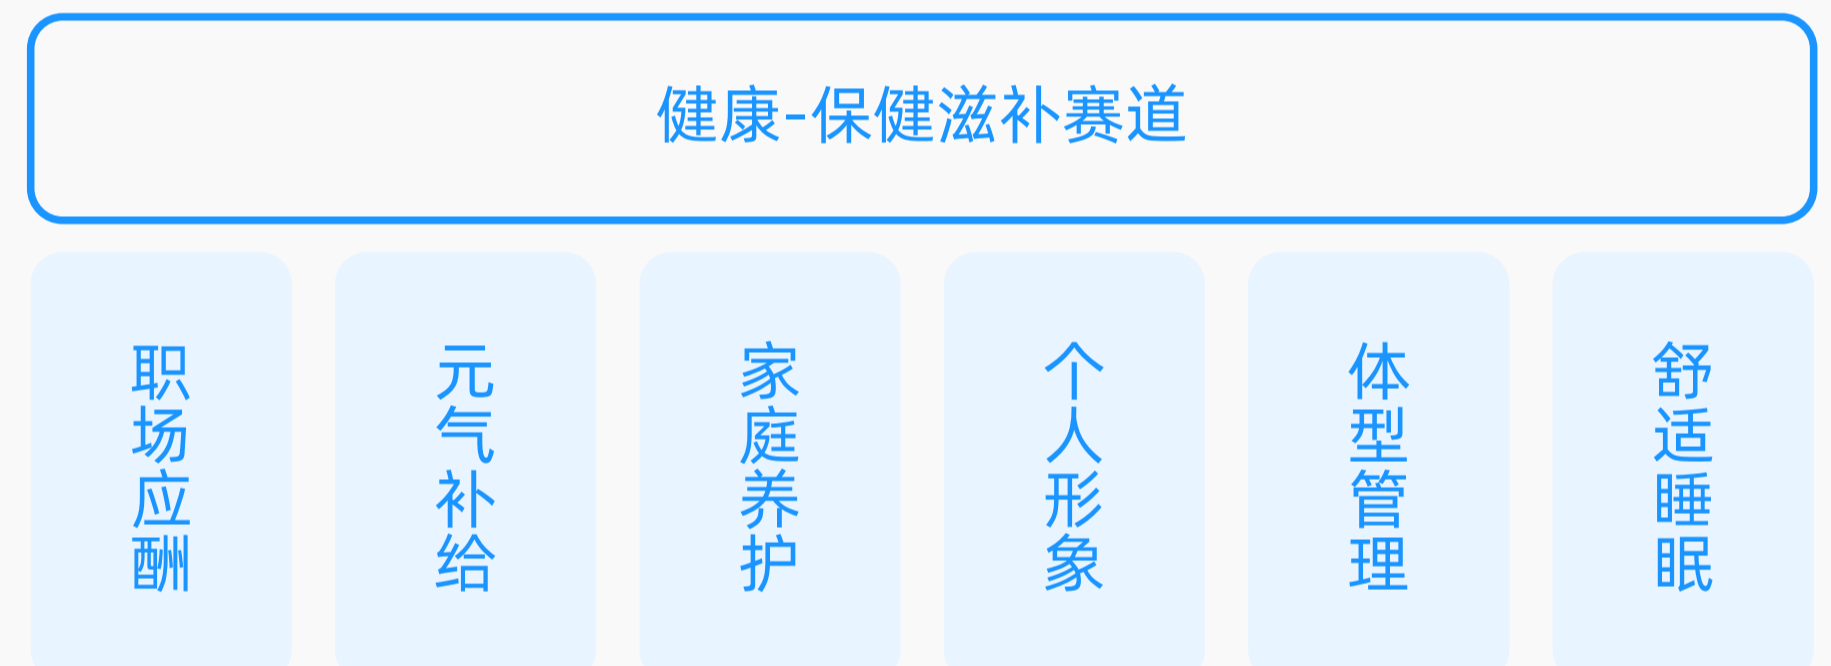 健康-保健滋补赛道
职场应酬
元气补给
家庭养护
个人形象
体型管理
舒适睡眠